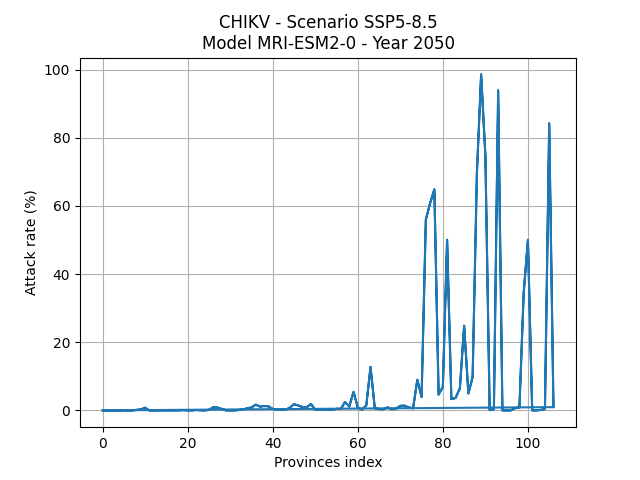 CHIKV - Scenario SSP5-8.5
Model MRI-ESM2-0 - Year 2050
100
80
60
40
20
0
Attack rate (%)
0 20 40 60 80 100
Provinces index